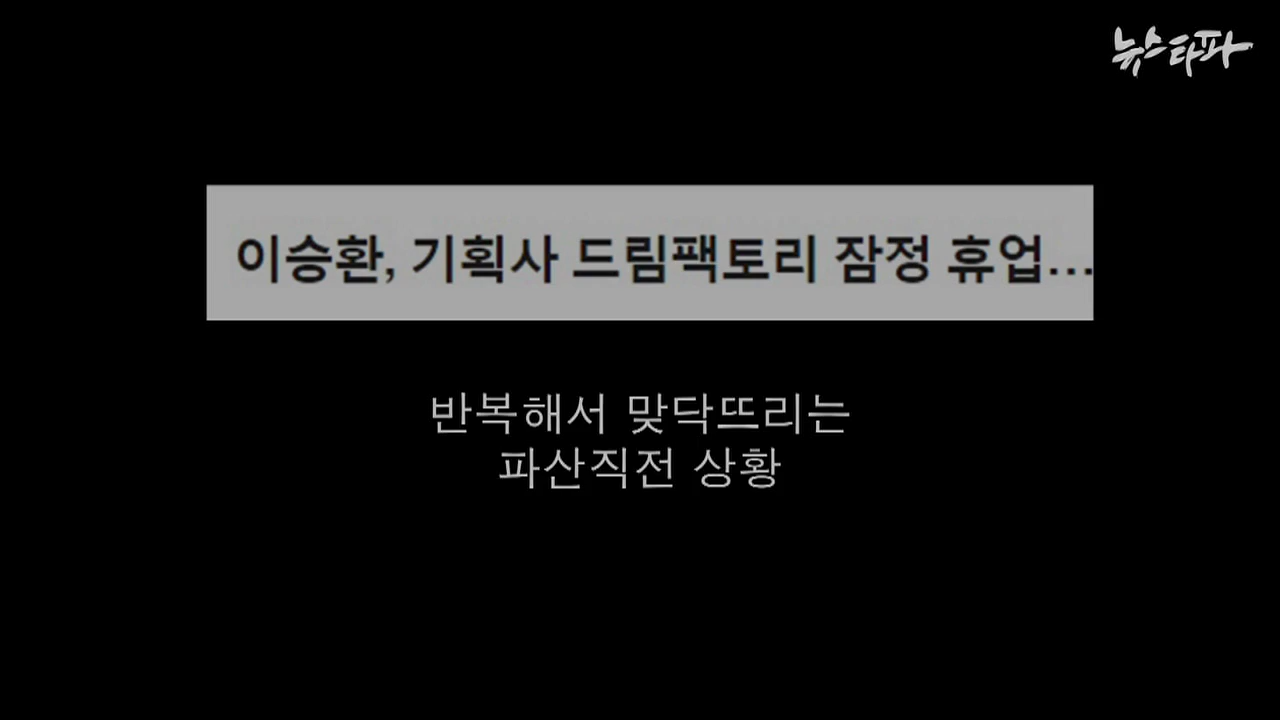 뉴스타파
이승환, 기획사 드림팩토리 잠정 휴업…
반복해서 맞닥뜨리는
파산직전 상황